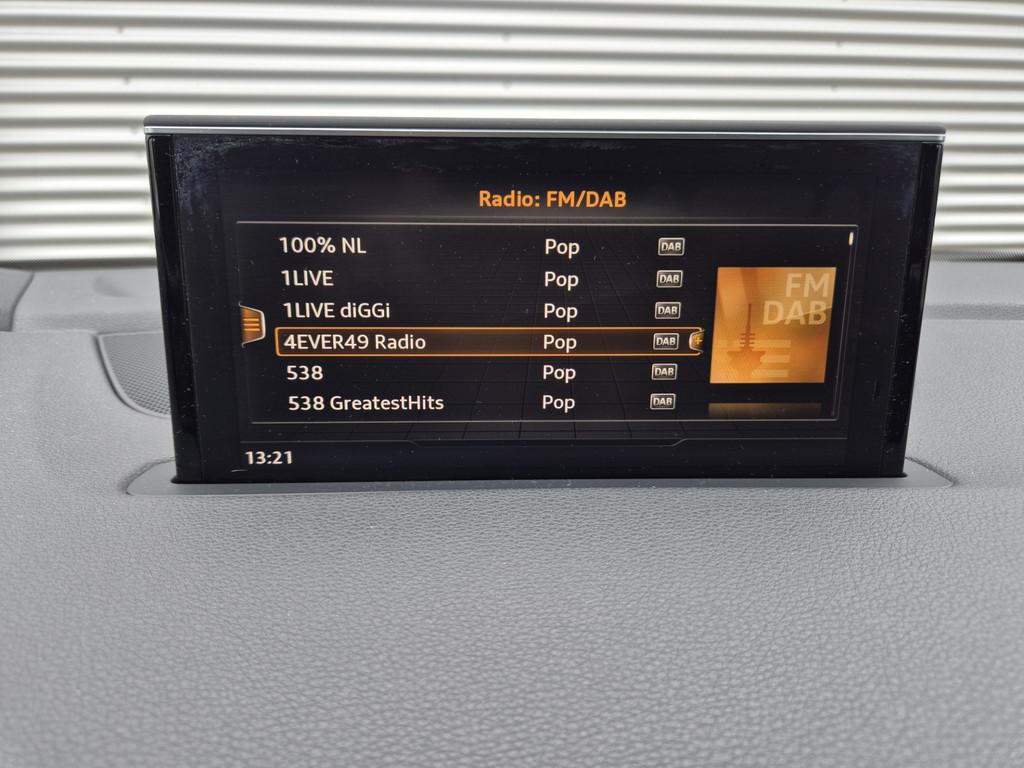 Radio: FM/DAB
100% NL Pop DAB
1LIVE Pop DAB
1LIVE diGGi Pop DAB
4EVER49 Radio Pop DAB
538 Pop DAB
538 GreatestHits Pop DAB
FM
DAB
13:21